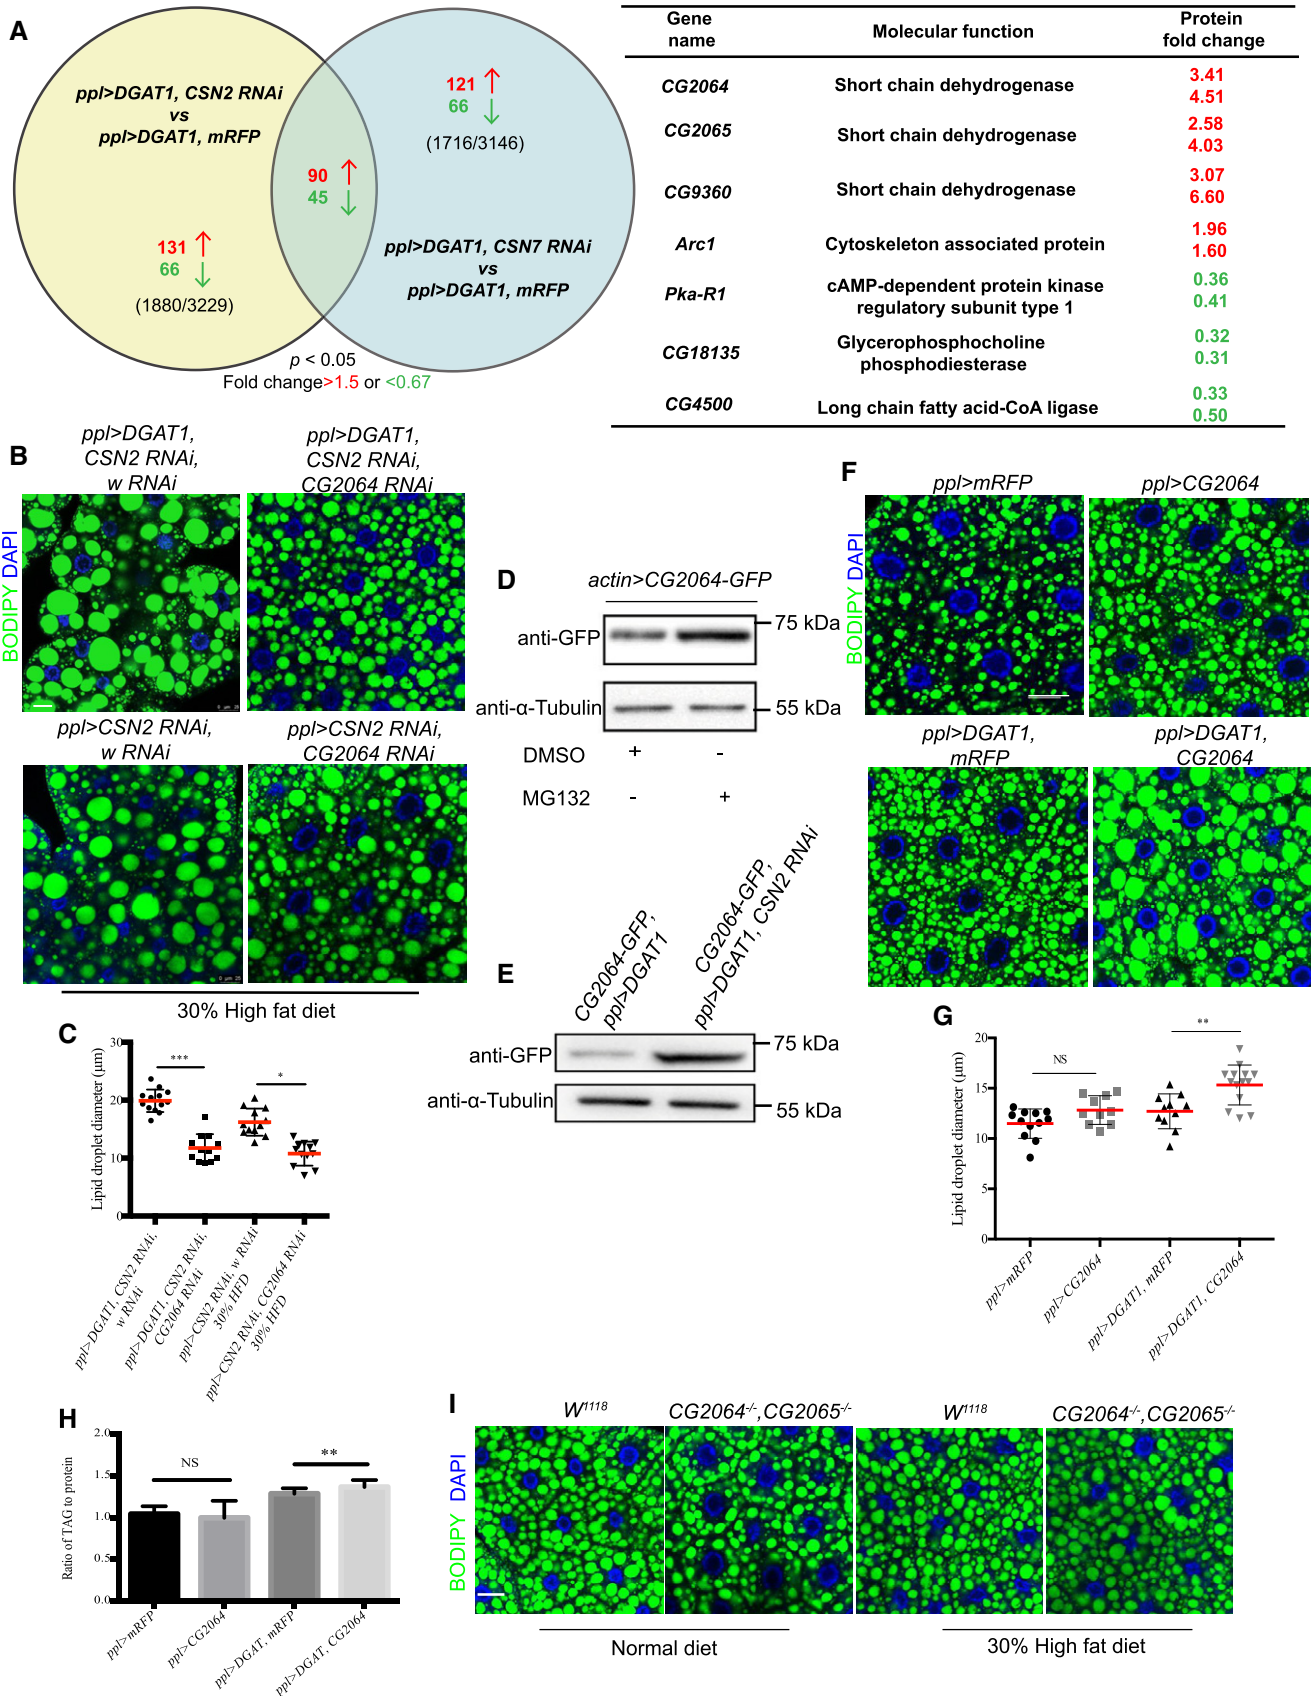 A
ppl>DGAT1, CSN2 RNAi
vs
ppl>DGAT1, mRFP
131 ↑
66 ↓
(1880/3229)
90 ↑
45 ↓
121 ↑
66 ↓
(1716/3146)
ppl>DGAT1, CSN7 RNAi
vs
ppl>DGAT1, mRFP
p < 0.05
Fold change>1.5 or <0.67
Gene name
Molecular function
Protein fold change
CG2064
Short chain dehydrogenase
3.41
4.51
CG2065
Short chain dehydrogenase
2.58
4.03
CG9360
Short chain dehydrogenase
3.07
6.60
Arc1
Cytoskeleton associated protein
1.96
1.60
Pka-R1
cAMP-dependent protein kinase
regulatory subunit type 1
0.36
0.41
CG18135
Glycerophosphocholine
phosphodiesterase
0.32
0.31
CG4500
Long chain fatty acid-CoA ligase
0.33
0.50
B
ppl>DGAT1,
CSN2 RNAi,
w RNAi
ppl>DGAT1,
CSN2 RNAi,
CG2064 RNAi
BODIPY DAPI
ppl>CSN2 RNAi,
w RNAi
ppl>CSN2 RNAi,
CG2064 RNAi
30% High fat diet
C
Lipid droplet diameter (μm)
30
20
10
0
***
*
ppl>DGAT1, CSN2 RNAi,
w RNAi
ppl>DGAT1, CSN2 RNAi,
CG2064 RNAi
ppl>CSN2 RNAi, w RNAi
30% HFD
ppl>CSN2 RNAi, CG2064 RNAi
30% HFD
D
actin>CG2064-GFP
anti-GFP
75 kDa
anti-α-Tubulin
55 kDa
DMSO + -
MG132 - +
E
CG2064-GFP,
ppl>DGAT1
CG2064-GFP,
ppl>DGAT1, CSN2 RNAi
anti-GFP
75 kDa
anti-α-Tubulin
55 kDa
F
ppl>mRFP
ppl>CG2064
BODIPY DAPI
ppl>DGAT1,
mRFP
ppl>DGAT1,
CG2064
G
Lipid droplet diameter (μm)
20
15
10
5
0
NS
**
ppl>mRFP
ppl>CG2064
ppl>DGAT1, mRFP
ppl>DGAT1, CG2064
H
Ratio of TAG to protein
2.0
1.5
1.0
0.5
0.0
NS
**
ppl>mRFP
ppl>CG2064
ppl>DGAT, mRFP
ppl>DGAT, CG2064
I
W1118
CG2064-/-,CG2065-/-
W1118
CG2064-/-,CG2065-/-
BODIPY DAPI
Normal diet
30% High fat diet